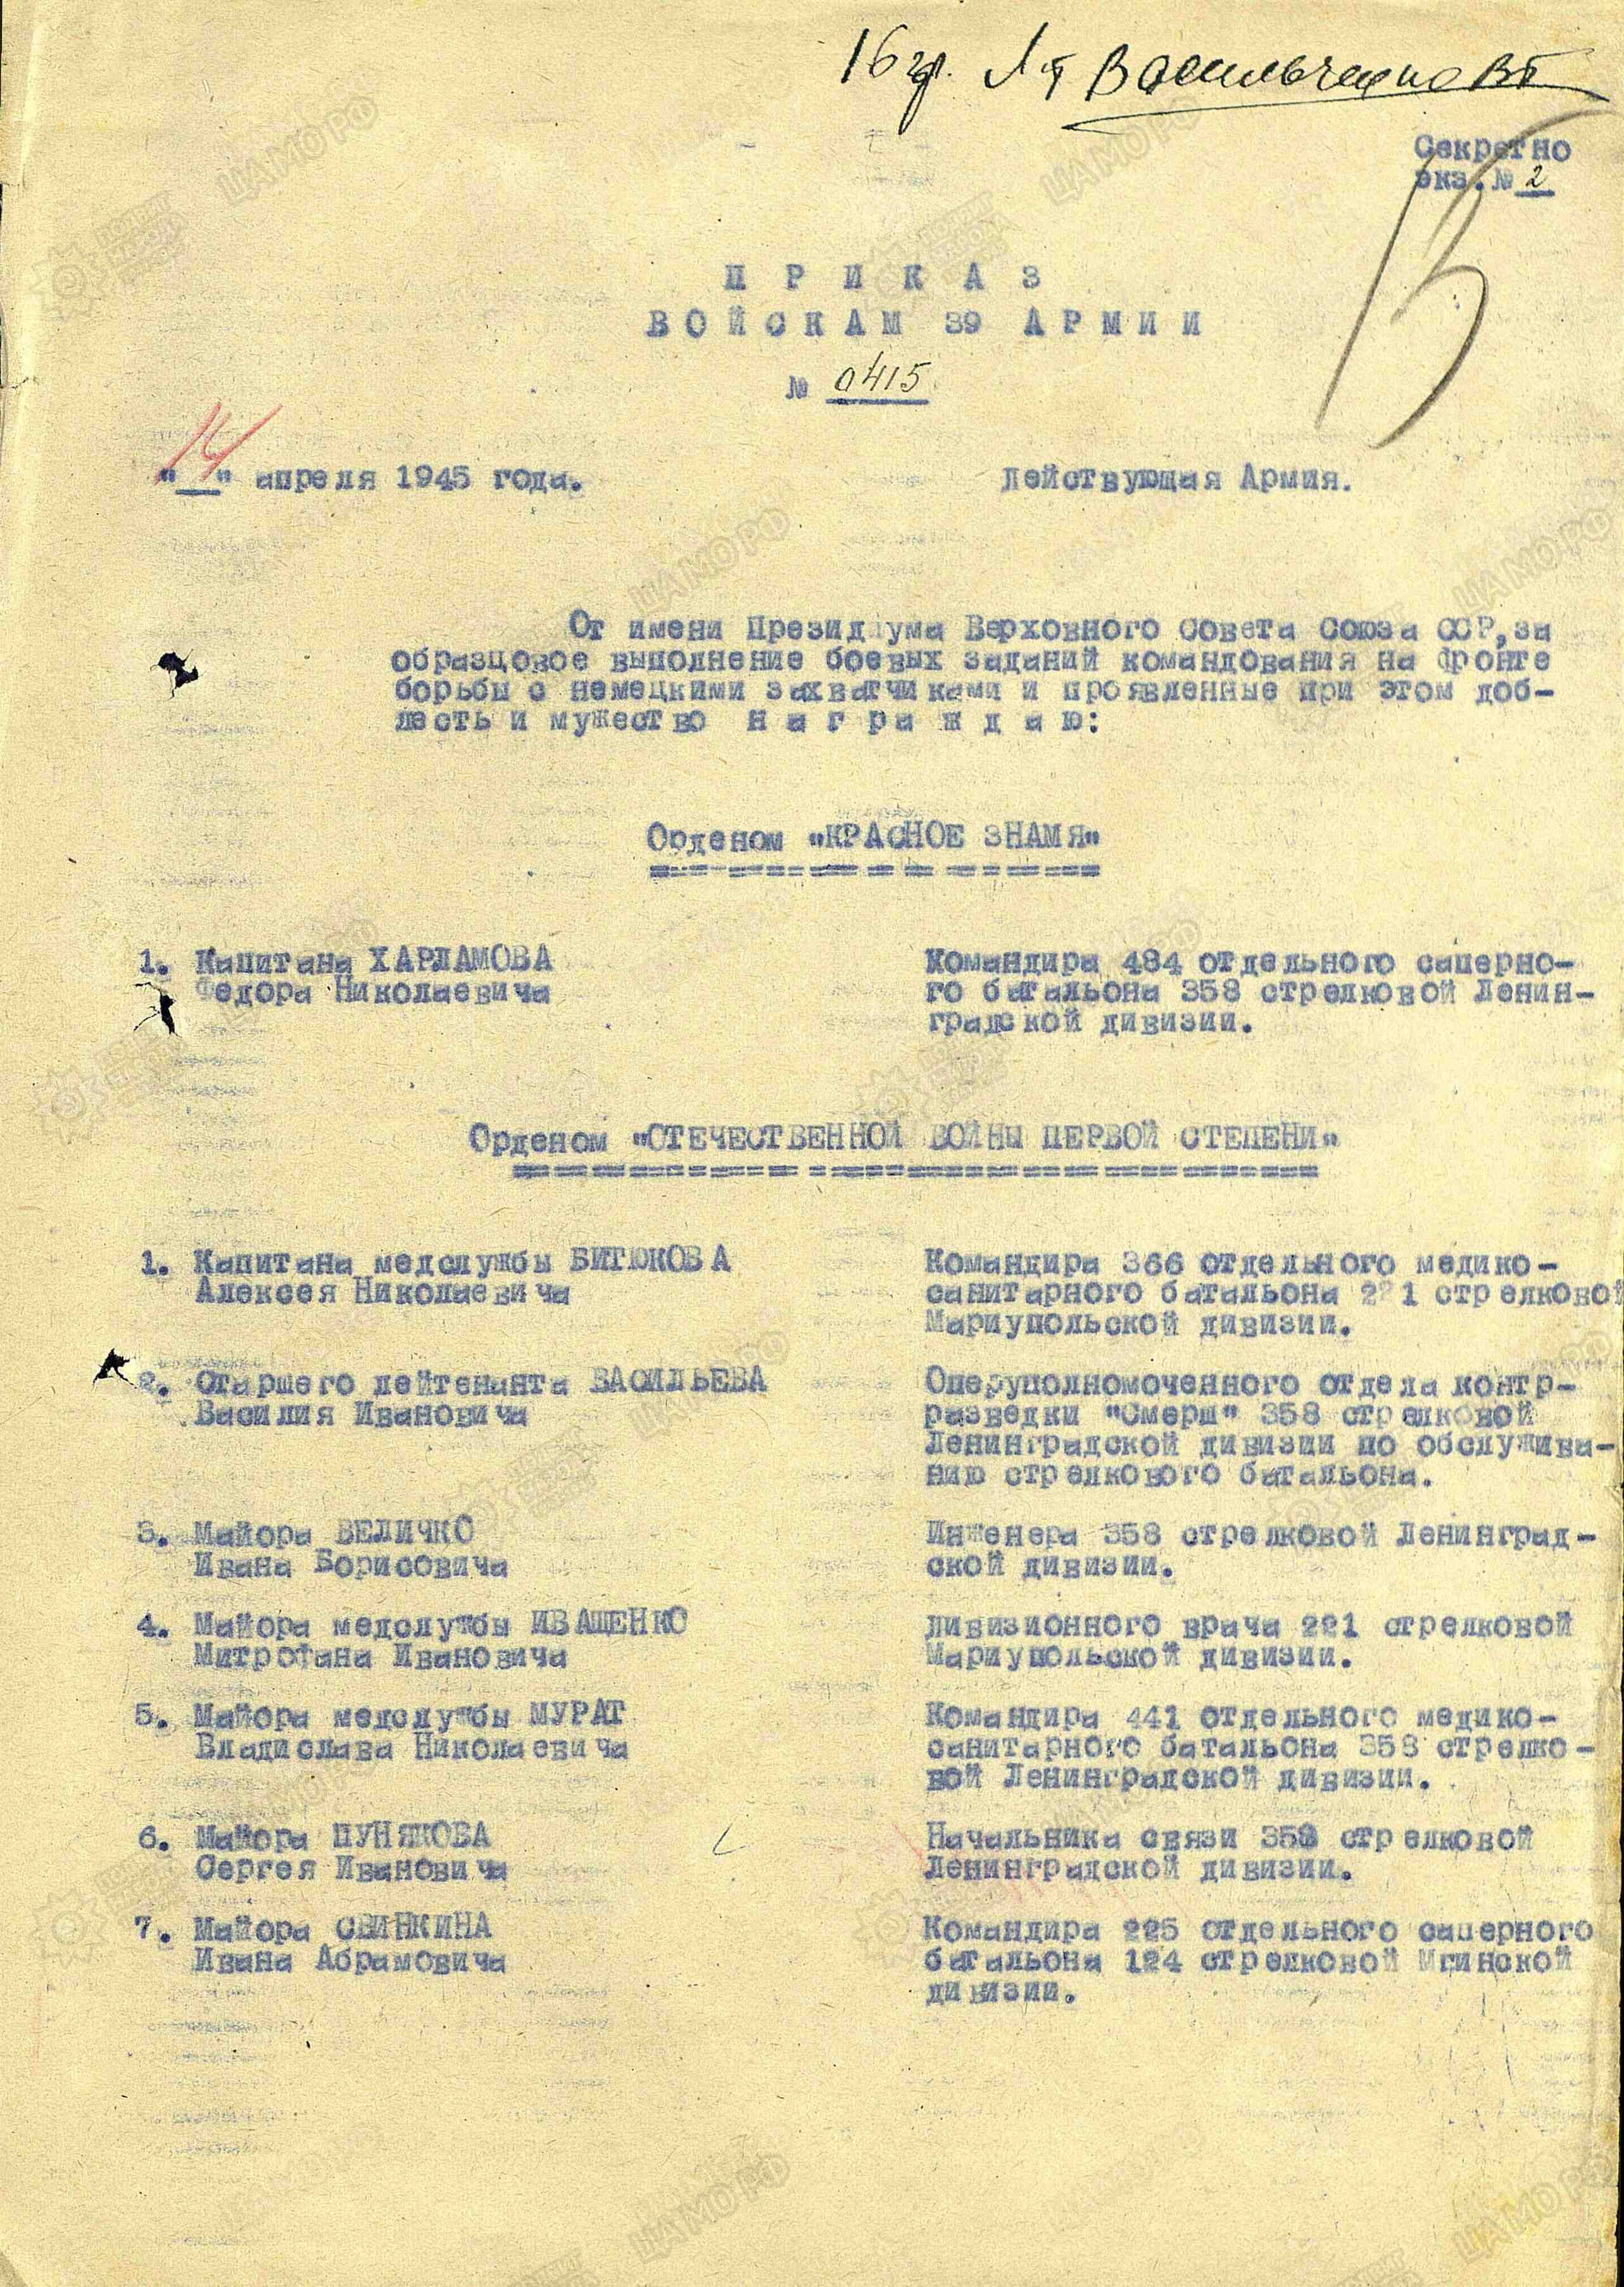 16 гр.
Секретно
экз.№ 2
П Р И К А З
В О Й С К А М 39 А Р М И И
№ 0415
"14" апреля 1945 года. Действующая Армия.
От имени Президиума Верховного Совета Союза ССР, за
образцовое выполнение боевых заданий командования на фронте
борьбы с немецкими захватчиками и проявленные при этом доб-
лесть и мужество н а г р а ж д а ю:
Орденом "КРАСНОЕ ЗНАМЯ"
1. Капитана ХАРЛАМОВА Командира 484 отдельного саперно-
Федора Николаевича го батальона 358 стрелковой Ленин-
градской дивизии.
Орденом "ОТЕЧЕСТВЕННОЙ ВОЙНЫ ПЕРВОЙ СТЕПЕНИ"
1. Капитана медслужбы БИТЮКОВА Командира 366 отдельного медико-
Алексея Николаевича санитарного батальона 221 стрелковой
Мариупольской дивизии.
2. Старшего лейтенанта ВАСИЛЬЕВА Оперуполномоченного отдела контр-
Василия Ивановича разведки "Смерш" 358 стрелковой
Ленинградской дивизии по обслужива-
нию стрелкового батальона.
3. Майора ВЕЛИЧКО Инженера 358 стрелковой Ленинград-
Ивана Борисовича ской дивизии.
4. Майора медслужбы ИВАЩЕНКО Дивизионного врача 221 стрелковой
Митрофана Ивановича Мариупольской дивизии.
5. Майора медслужбы МУРАТ Командира 441 отдельного медико-
Владислава Николаевича санитарного батальона 358 стрелко-
вой Ленинградской дивизии.
6. Майора ПУНЯКОВА Начальника связи 358 стрелковой
Сергея Ивановича Ленинградской дивизии.
7. Майора СВИНКИНА Командира 225 отдельного саперного
Ивана Абрамовича батальона 124 стрелковой Мгинской
дивизии.